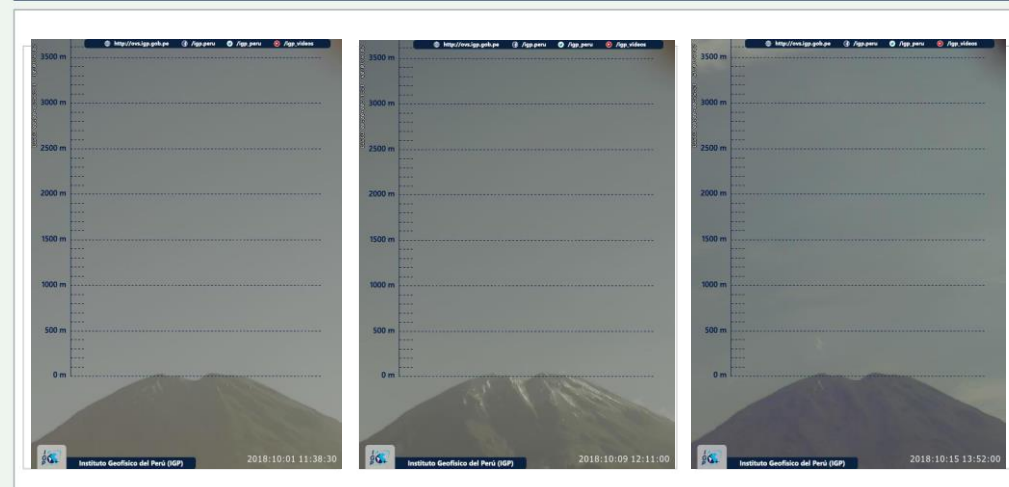 http://ovs.igp.gob.pe /igp.peru /igp_peru /igp_videos
3500 m
3000 m
2500 m
2000 m
1500 m
1000 m
500 m
0 m
Instituto Geofísico del Perú (IGP)
2018:10:01 11:38:30
http://ovs.igp.gob.pe /igp.peru /igp_peru /igp_videos
3500 m
3000 m
2500 m
2000 m
1500 m
1000 m
500 m
0 m
Instituto Geofísico del Perú (IGP)
2018:10:09 12:11:00
http://ovs.igp.gob.pe /igp.peru /igp_peru /igp_videos
3500 m
3000 m
2500 m
2000 m
1500 m
1000 m
500 m
0 m
Instituto Geofísico del Perú (IGP)
2018:10:15 13:52:00